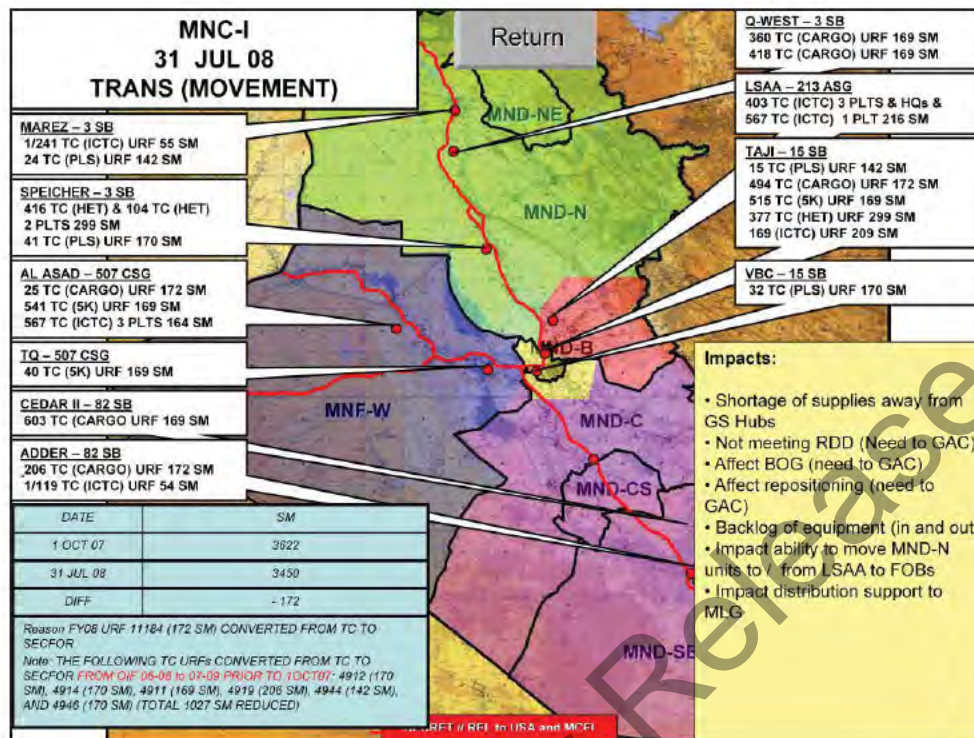 MNC-I
31 JUL 08
TRANS (MOVEMENT)
Return
MAREZ – 3 SB
1/241 TC (ICTC) URF 55 SM
24 TC (PLS) URF 142 SM
SPEICHER – 3 SB
416 TC (HET) & 104 TC (HET)
2 PLTS 299 SM
41 TC (PLS) URF 170 SM
AL ASAD – 507 CSG
25 TC (CARGO) URF 172 SM
541 TC (5K) URF 169 SM
567 TC (ICTC) 3 PLTS 164 SM
TQ – 507 CSG
40 TC (5K) URF 169 SM
CEDAR II – 82 SB
603 TC (CARGO URF 169 SM
ADDER – 82 SB
206 TC (CARGO) URF 172 SM
1/119 TC (ICTC) URF 54 SM
DATE SM
1 OCT 07 3622
31 JUL 08 3450
DIFF - 172
Reason FY08 URF 11184 (172 SM) CONVERTED FROM TC TO
SECFOR
Note: THE FOLLOWING TC URFs CONVERTED FROM TC TO
SECFOR FROM OIF 06-08 to 07-09 PRIOR TO 1OCT07: 4912 (170
SM), 4914 (170 SM), 4911 (169 SM), 4919 (206 SM), 4944 (142 SM),
AND 4946 (170 SM) (TOTAL 1027 SM REDUCED)
MND-NE
MND-N
MND-B
MNF-W
MND-C
MND-CS
MND-SE
Q-WEST – 3 SB
360 TC (CARGO) URF 169 SM
418 TC (CARGO) URF 169 SM
LSAA – 213 ASG
403 TC (ICTC) 3 PLTS & HQs &
567 TC (ICTC) 1 PLT 216 SM
TAJI – 15 SB
15 TC (PLS) URF 142 SM
494 TC (CARGO) URF 172 SM
515 TC (5K) URF 169 SM
377 TC (HET) URF 299 SM
169 (ICTC) URF 209 SM
VBC – 15 SB
32 TC (PLS) URF 170 SM
Impacts:
• Shortage of supplies away from
GS Hubs
• Not meeting RDD (Need to GAC)
• Affect BOG (need to GAC)
• Affect repositioning (need to
GAC)
• Backlog of equipment (in and out
• Impact ability to move MND-N
units to / from LSAA to FOBs
• Impact distribution support to
MLG
Release
// REL to USA and MCFI